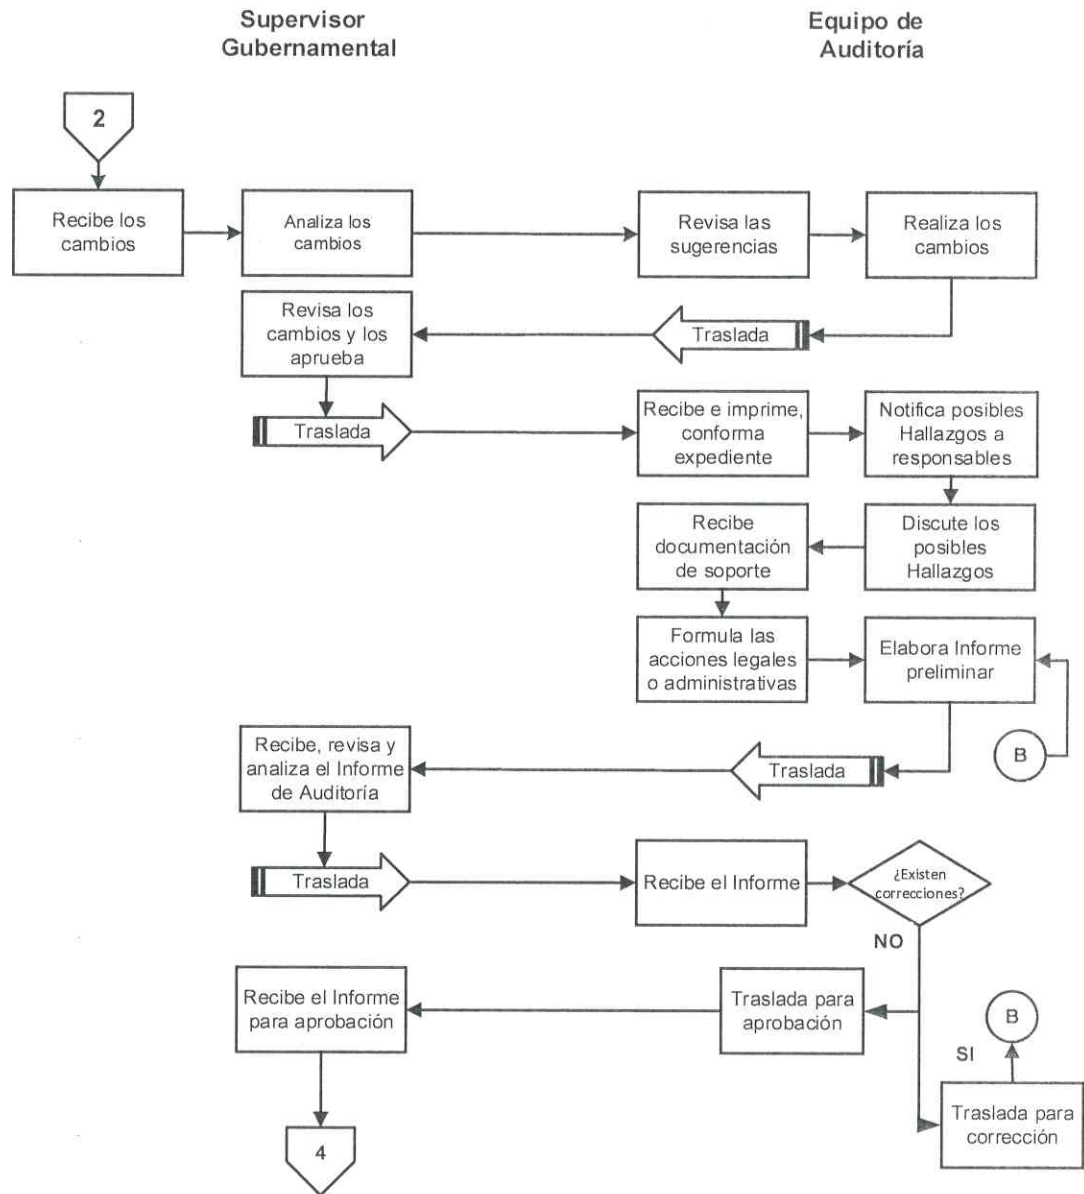 Supervisor
Gubernamental
Equipo de
Auditoría
2
Recibe los
cambios
Analiza los
cambios
Revisa las
sugerencias
Realiza los
cambios
Revisa los
cambios y los
aprueba
Traslada
Traslada
Recibe e imprime,
conforma
expediente
Notifica posibles
Hallazgos a
responsables
Recibe
documentación
de soporte
Discute los
posibles
Hallazgos
Formula las
acciones legales
o administrativas
Elabora Informe
preliminar
B
Recibe, revisa y
analiza el Informe
de Auditoría
Traslada
Traslada
Recibe el Informe
¿Existen
correcciones?
NO
Recibe el Informe
para aprobación
Traslada para
aprobación
B
SI
Traslada para
corrección
4